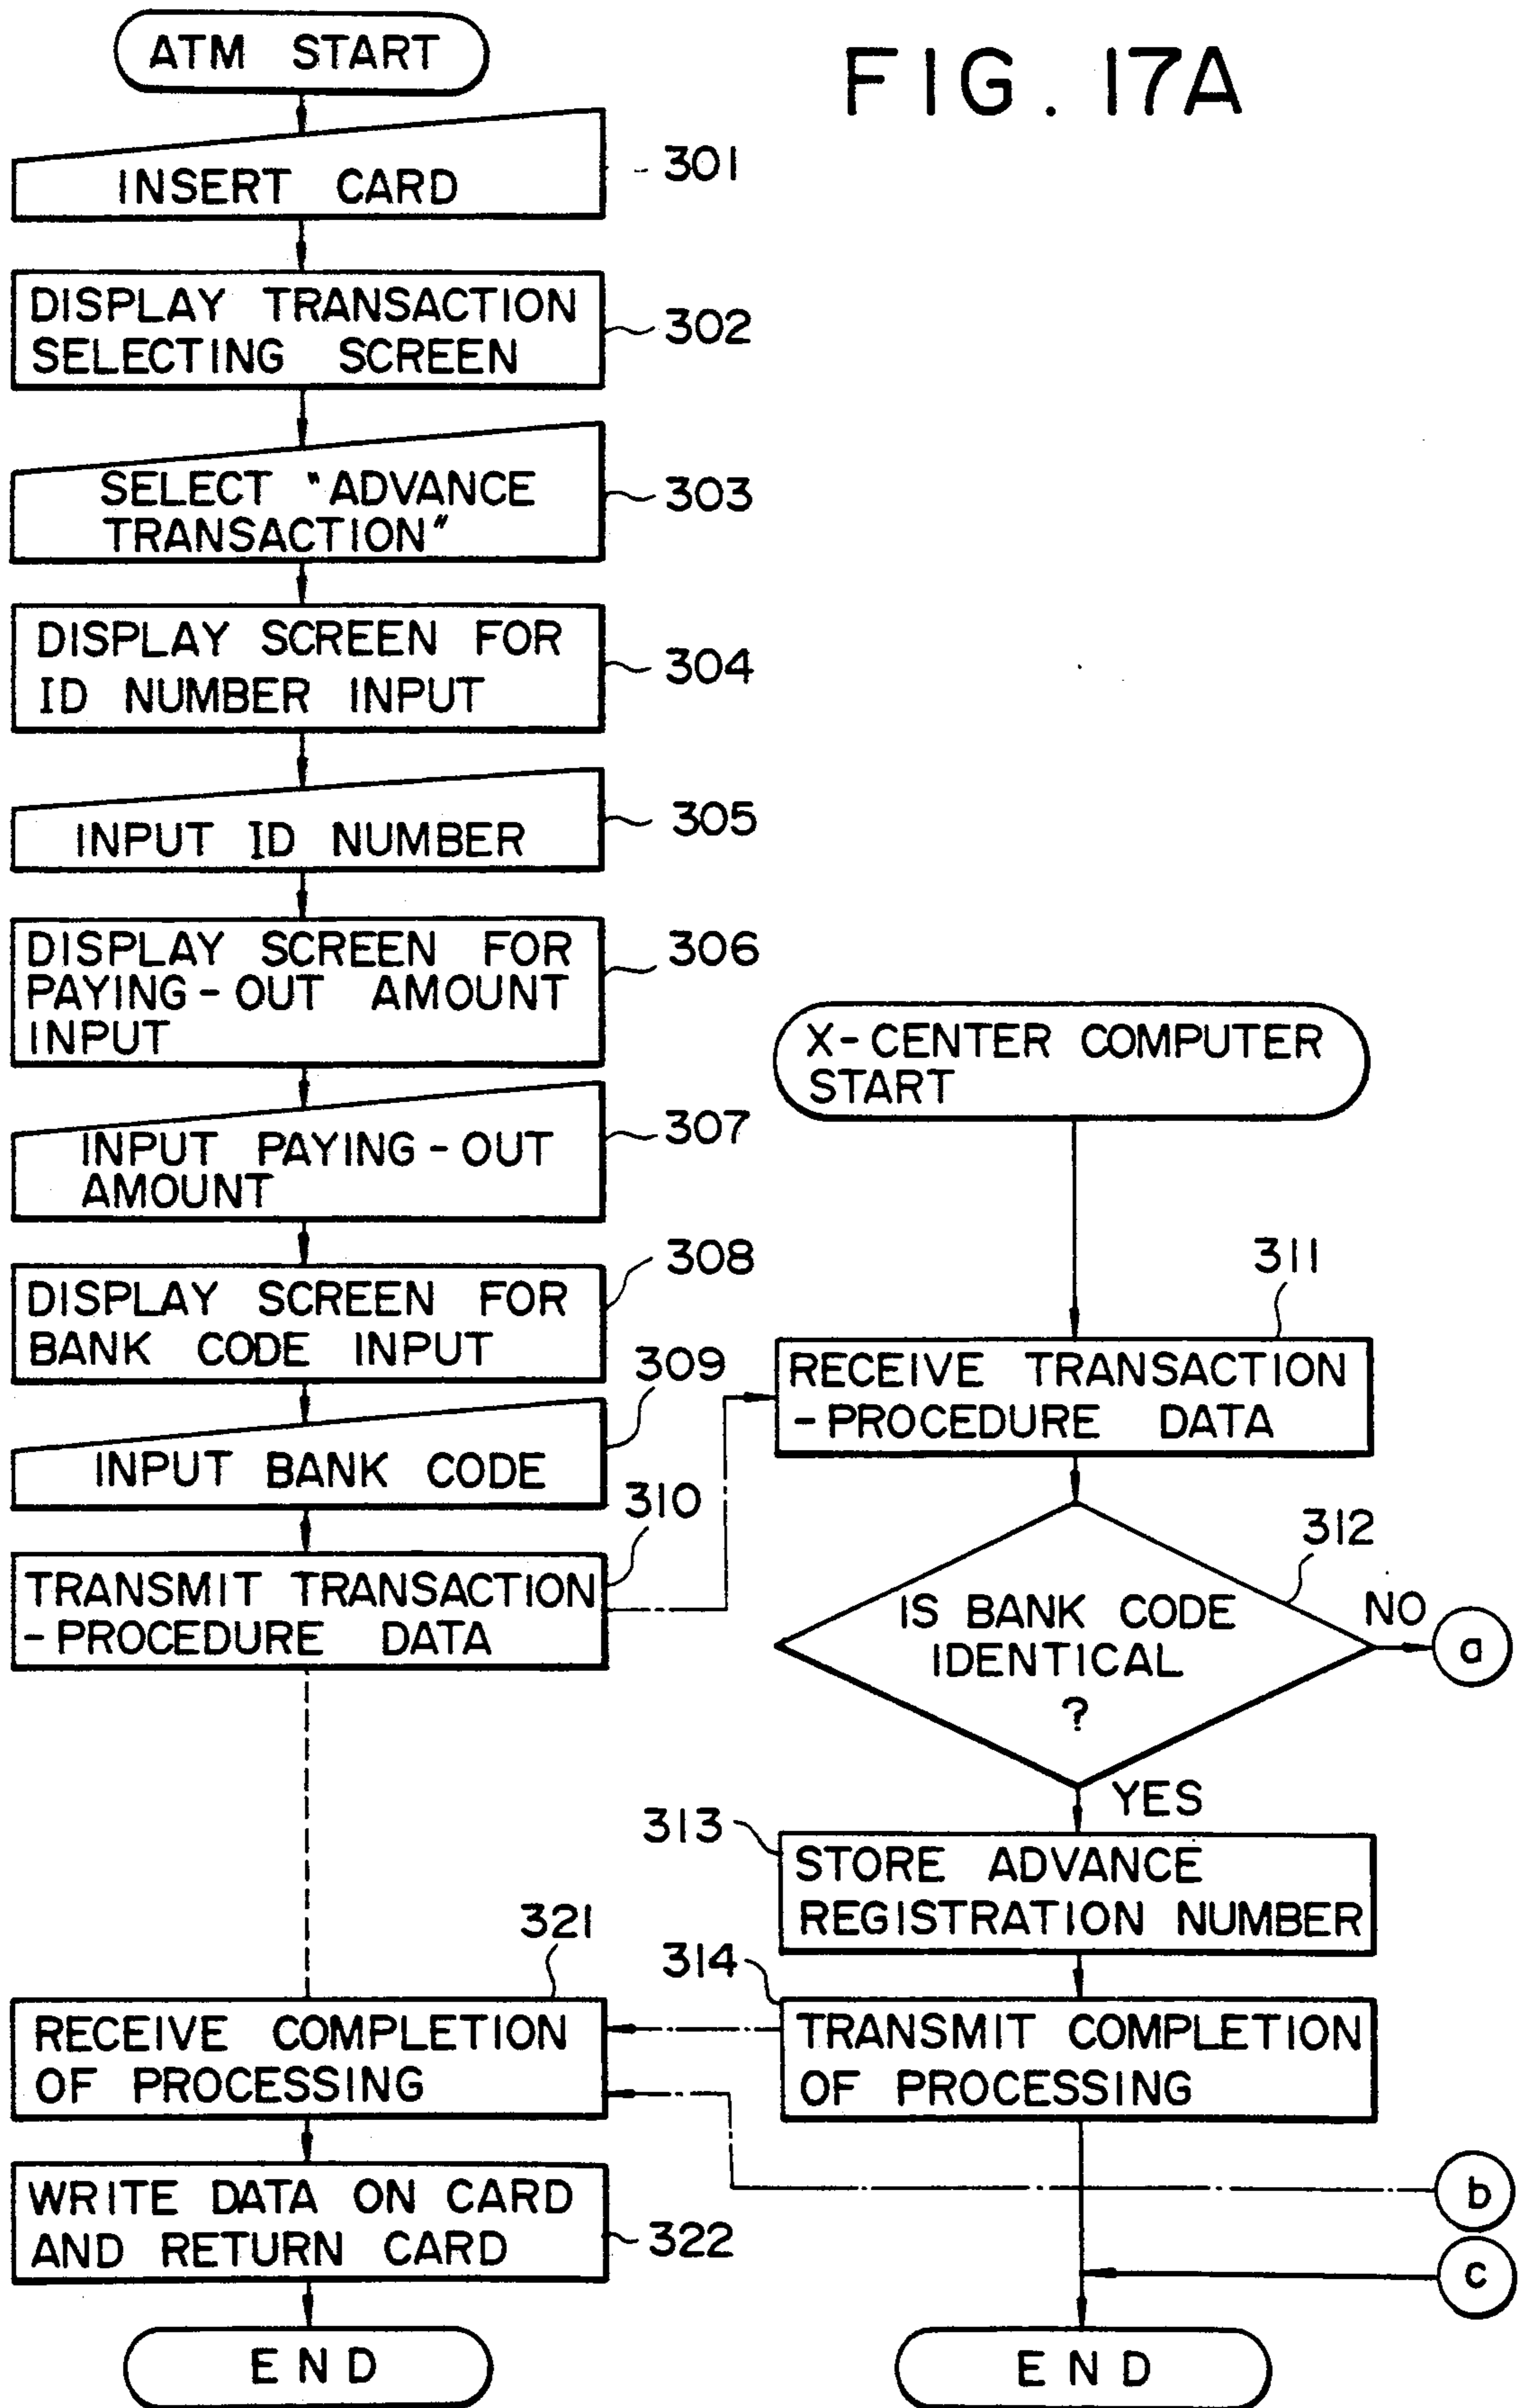 FIG. 17A
ATM START
INSERT CARD
301
DISPLAY TRANSACTION
SELECTING SCREEN
302
SELECT "ADVANCE
TRANSACTION"
303
DISPLAY SCREEN FOR
ID NUMBER INPUT
304
INPUT ID NUMBER
305
DISPLAY SCREEN FOR
PAYING-OUT AMOUNT
INPUT
306
INPUT PAYING-OUT
AMOUNT
307
DISPLAY SCREEN FOR
BANK CODE INPUT
308
INPUT BANK CODE
309
TRANSMIT TRANSACTION
-PROCEDURE DATA
310
X-CENTER COMPUTER
START
311
RECEIVE TRANSACTION
-PROCEDURE DATA
312
IS BANK CODE
IDENTICAL
?
NO
a
YES
313
STORE ADVANCE
REGISTRATION NUMBER
314
TRANSMIT COMPLETION
OF PROCESSING
321
RECEIVE COMPLETION
OF PROCESSING
b
WRITE DATA ON CARD
AND RETURN CARD
322
c
END
END